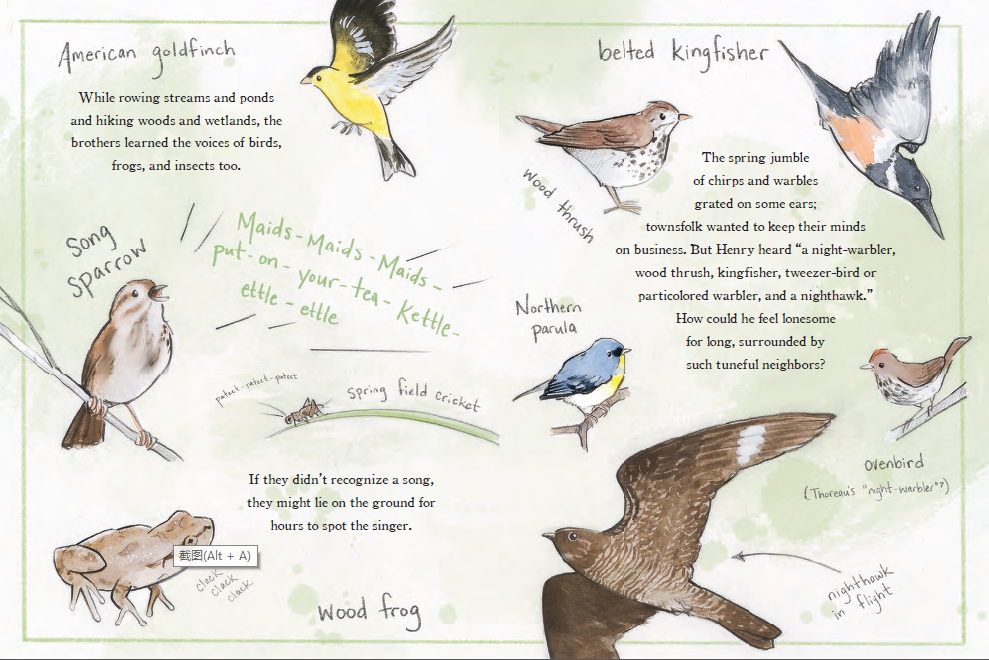 American goldfinch
While rowing streams and ponds
and hiking woods and wetlands, the
brothers learned the voices of birds,
frogs, and insects too.
Song
sparrow
Maids - Maids - Maids -
put - on - your - tea - Kettle -
ettle - ettle
patect - patect - patect
spring field cricket
If they didn't recognize a song,
they might lie on the ground for
hours to spot the singer.
截图(Alt + A)
clack
clack
clack
wood frog
belted kingfisher
wood thrush
The spring jumble
of chirps and warbles
grated on some ears;
townsfolk wanted to keep their minds
on business. But Henry heard “a night-warbler,
wood thrush, kingfisher, tweezer-bird or
particolored warbler, and a nighthawk.”
How could he feel lonesome
for long, surrounded by
such tuneful neighbors?
Northern
parula
ovenbird
(Thoreau's "night-warbler"?)
nighthawk
in flight